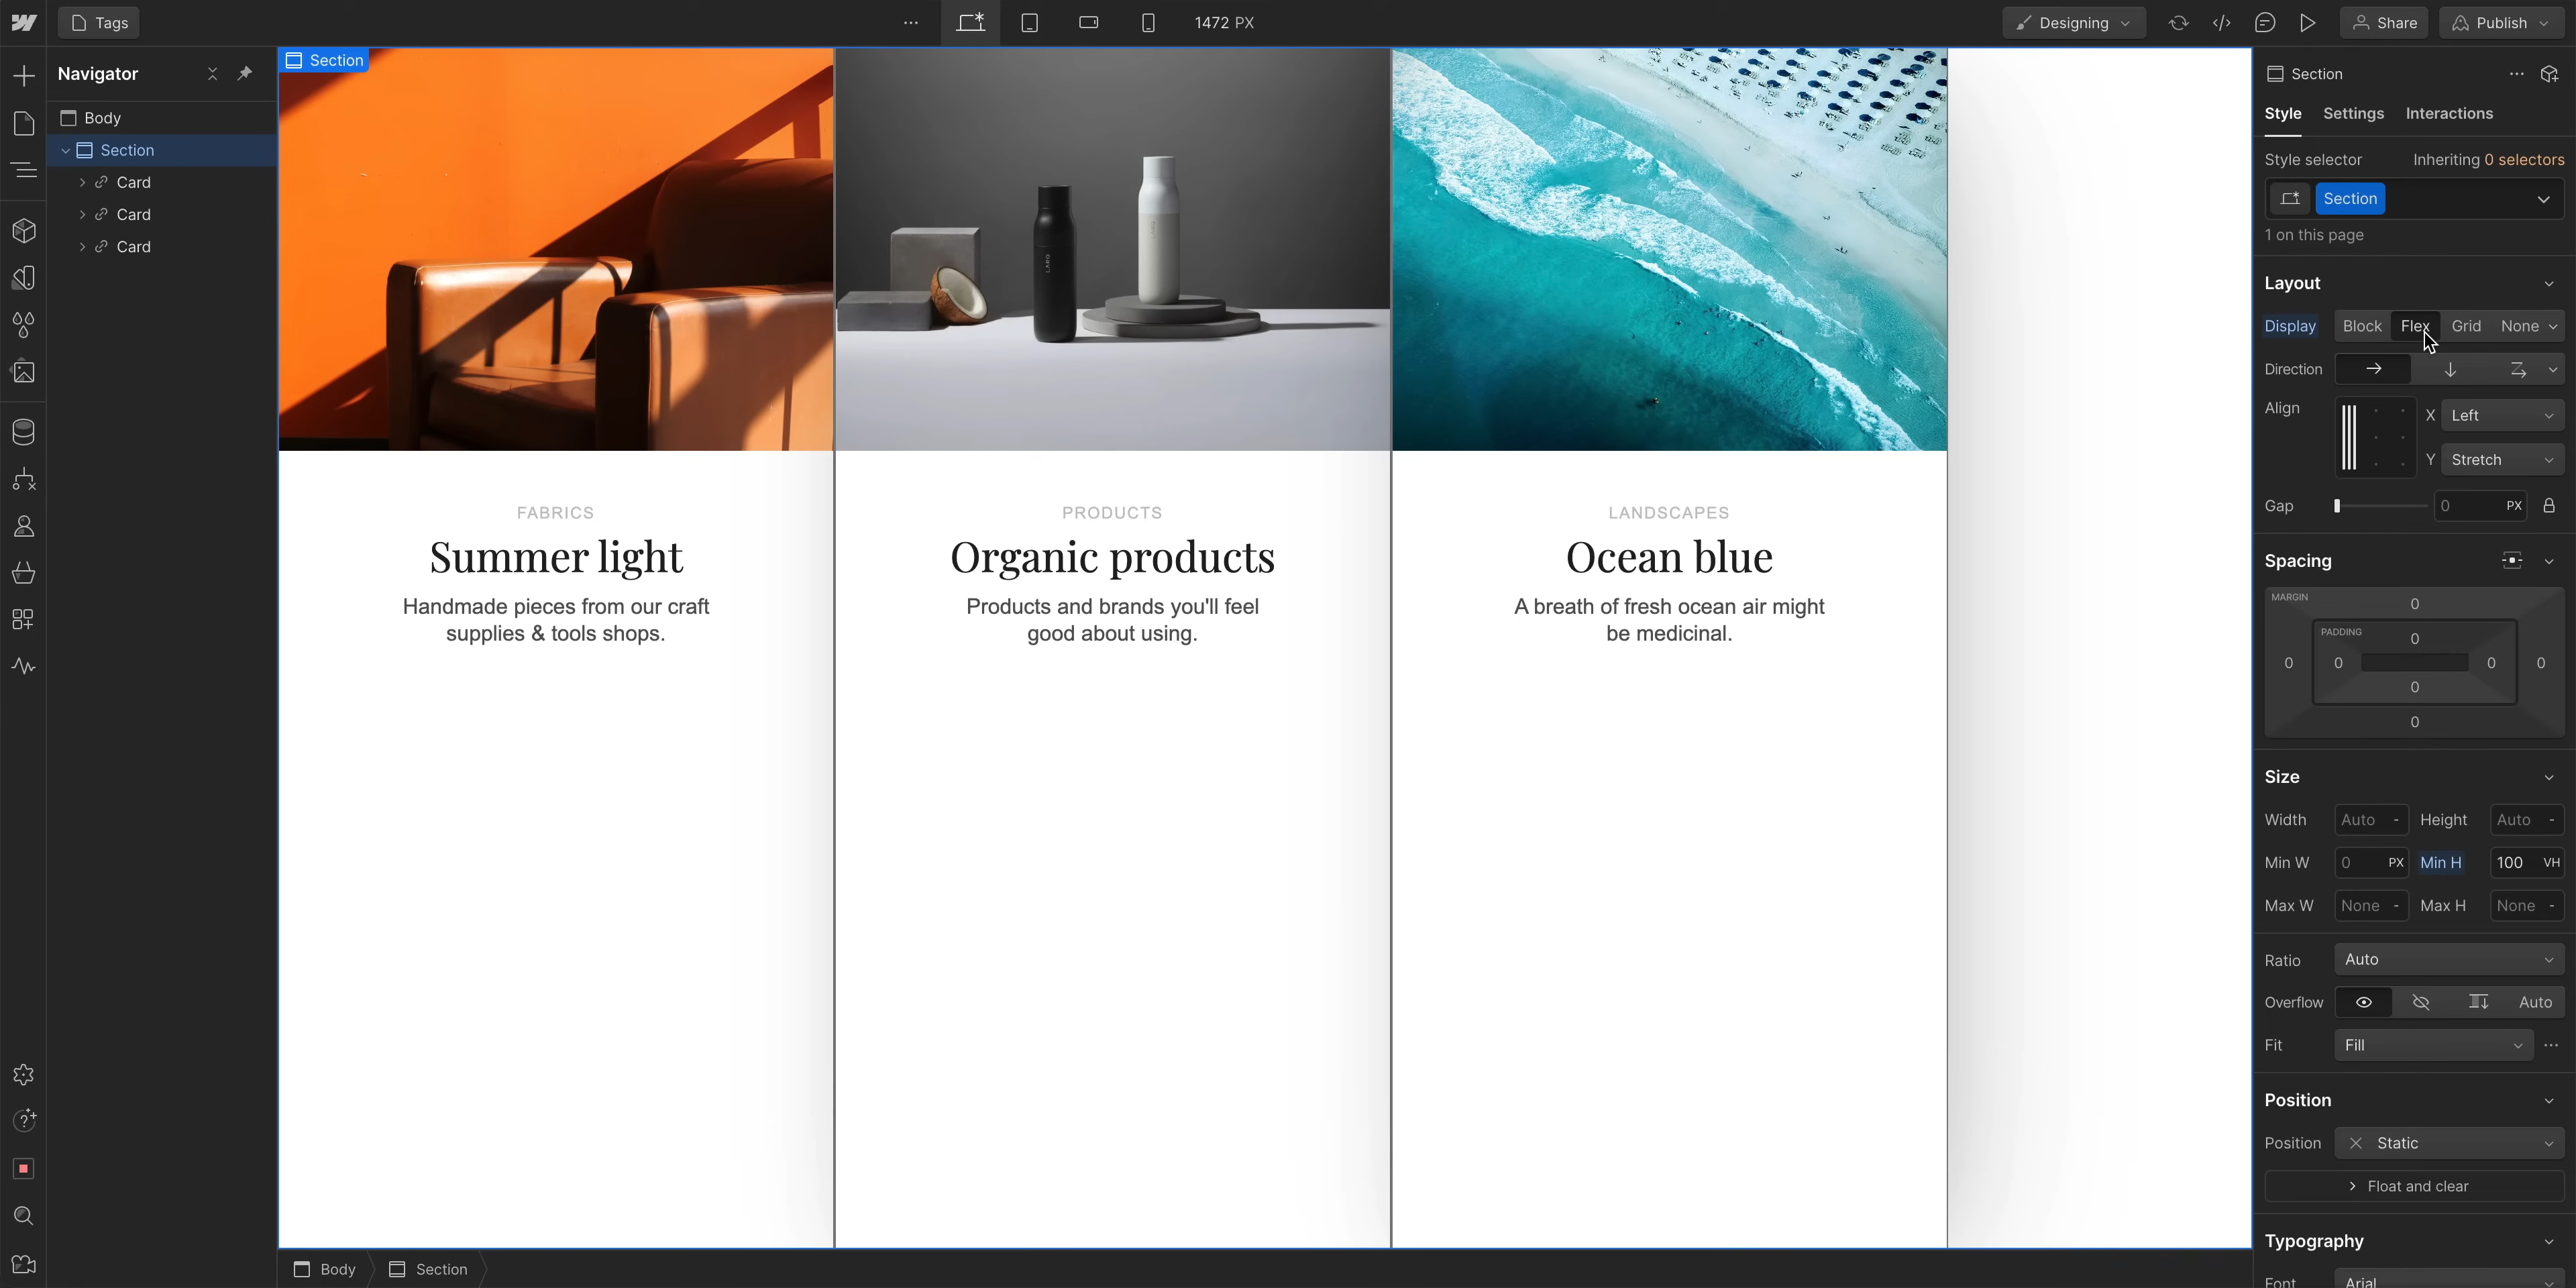 Tags
1472 PX
Designing
Share
Publish
Navigator
Body
Section
Card
Card
Card
Section
FABRICS
Summer light
Handmade pieces from our craft
supplies & tools shops.
LARQ
LARQ
PRODUCTS
Organic products
Products and brands you'll feel
good about using.
LANDSCAPES
Ocean blue
A breath of fresh ocean air might
be medicinal.
Body
Section
Section
Style Settings Interactions
Style selector Inheriting 0 selectors
Section
1 on this page
Layout
Display Block Flex Grid None
Direction
Align X Left
Y Stretch
Gap 0 PX
Spacing
MARGIN 0
PADDING 0
0 0 0 0
0
0
Size
Width Auto - Height Auto -
Min W 0 PX Min H 100 VH
Max W None - Max H None -
Ratio Auto
Overflow Auto
Fit Fill
Position
Position Static
Float and clear
Typography
Font Arial